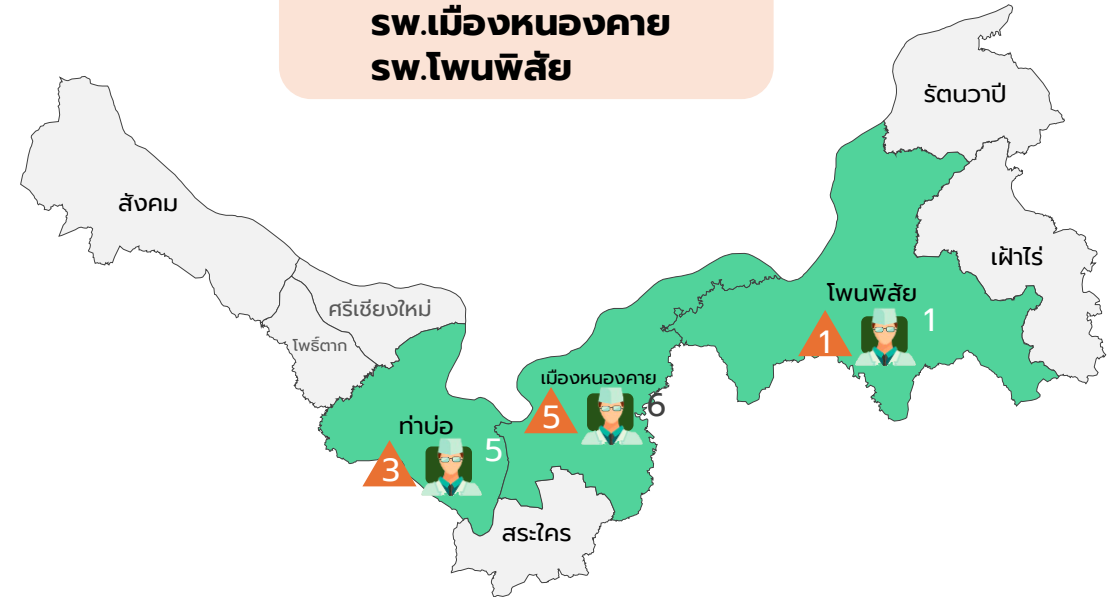 รพ.เมืองหนองคาย
รพ.โพนพิสัย
รัตนวาปี
สังคม
เฝ้าไร่
โพนพิสัย
ศรีเชียงใหม่
1
1
โพธิ์ตาก
เมืองหนองคาย
5
6
ท่าบ่อ
3
5
สระใคร